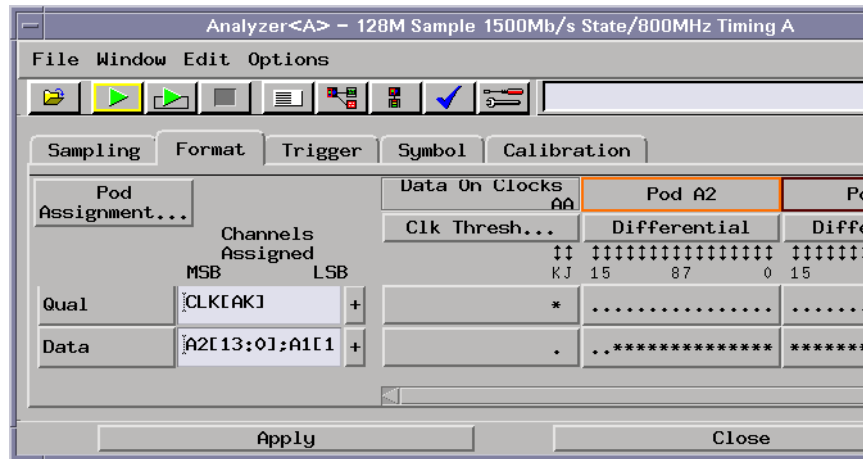 Analyzer<A> – 128M Sample 1500Mb/s State/800MHz Timing A
File Window Edit Options
Sampling Format Trigger Symbol Calibration
Pod Assignment...
Data On Clocks
AA
Pod A2
Clk Thresh...
Differential
Channels
Assigned
MSB LSB
KJ 15 87 0 15
Qual CLK[AK] + * ................
Data A2[13:0];A1[1 + . ..**************
Apply Close